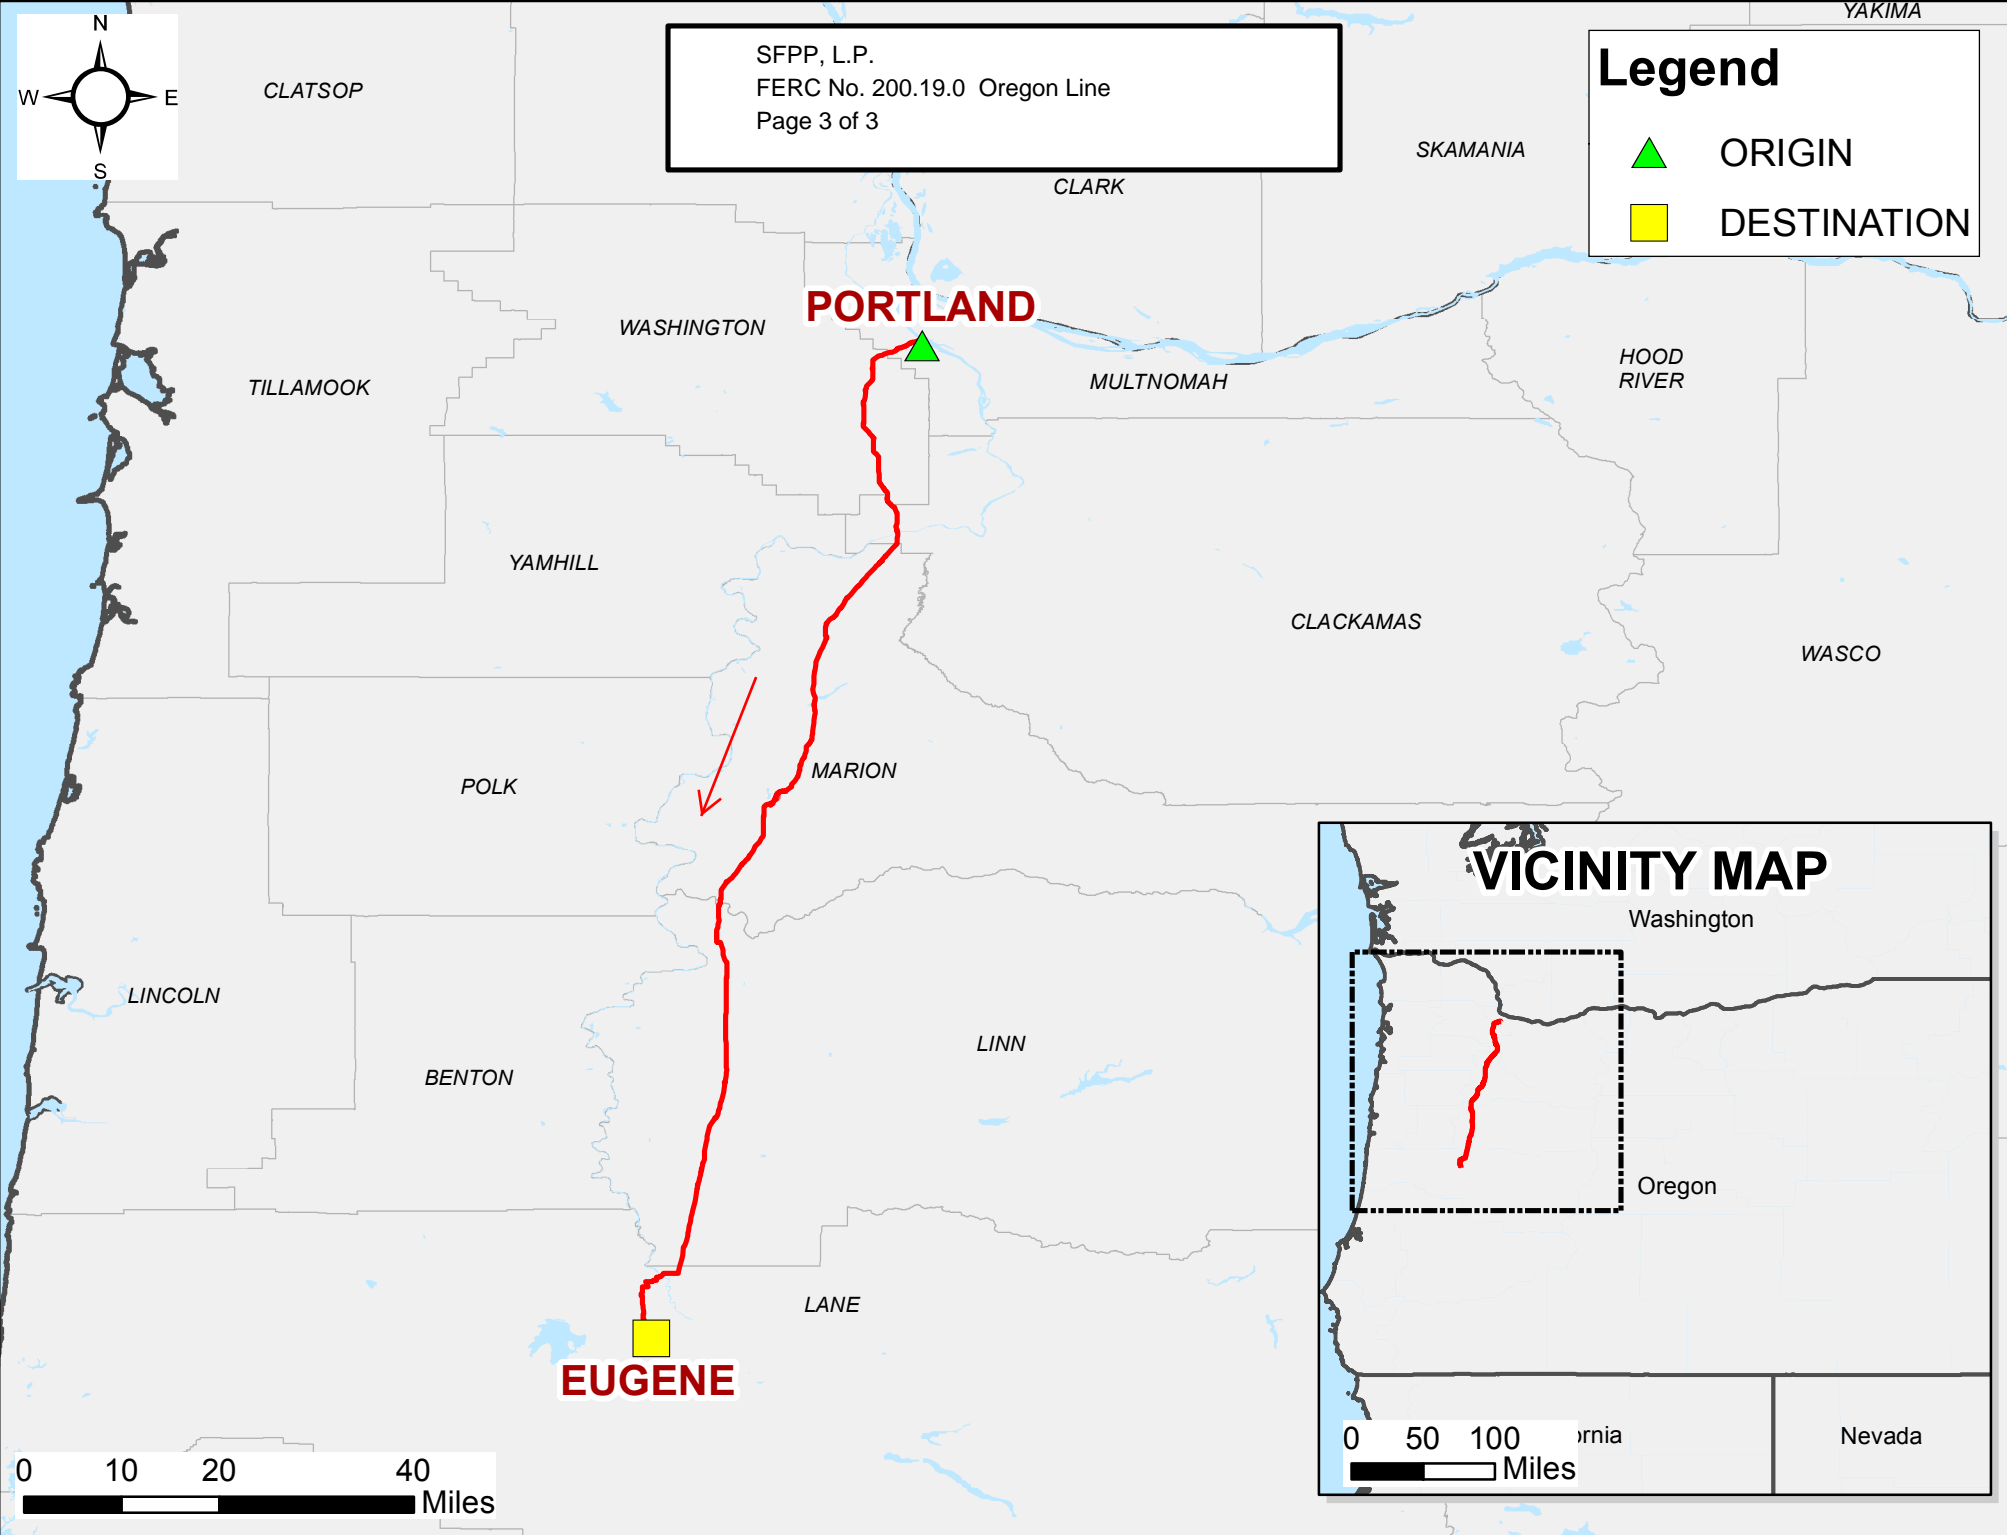 YAKIMA
N
W
E
S
CLATSOP
SFPP, L.P.
FERC No. 200.19.0 Oregon Line
Page 3 of 3
Legend
ORIGIN
DESTINATION
SKAMANIA
CLARK
PORTLAND
WASHINGTON
HOOD
RIVER
TILLAMOOK
MULTNOMAH
YAMHILL
CLACKAMAS
WASCO
POLK
MARION
VICINITY MAP
Washington
LINCOLN
LINN
BENTON
Oregon
LANE
EUGENE
0 50 100
Miles
ornia
Nevada
0 10 20 40
Miles